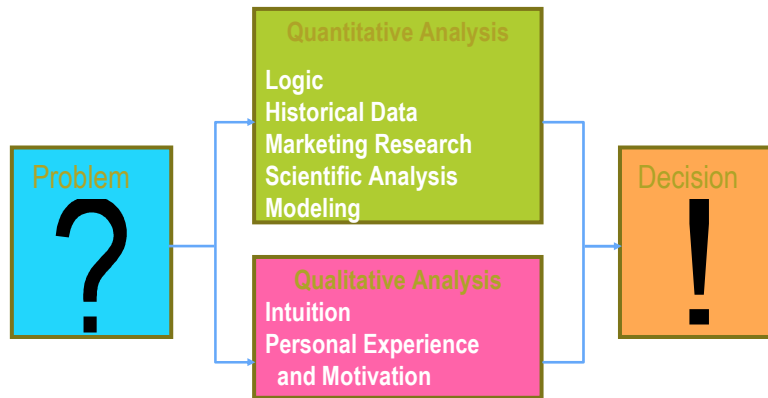 Problem
?
Quantitative Analysis
Logic
Historical Data
Marketing Research
Scientific Analysis
Modeling
Qualitative Analysis
Intuition
Personal Experience
and Motivation
Decision
!